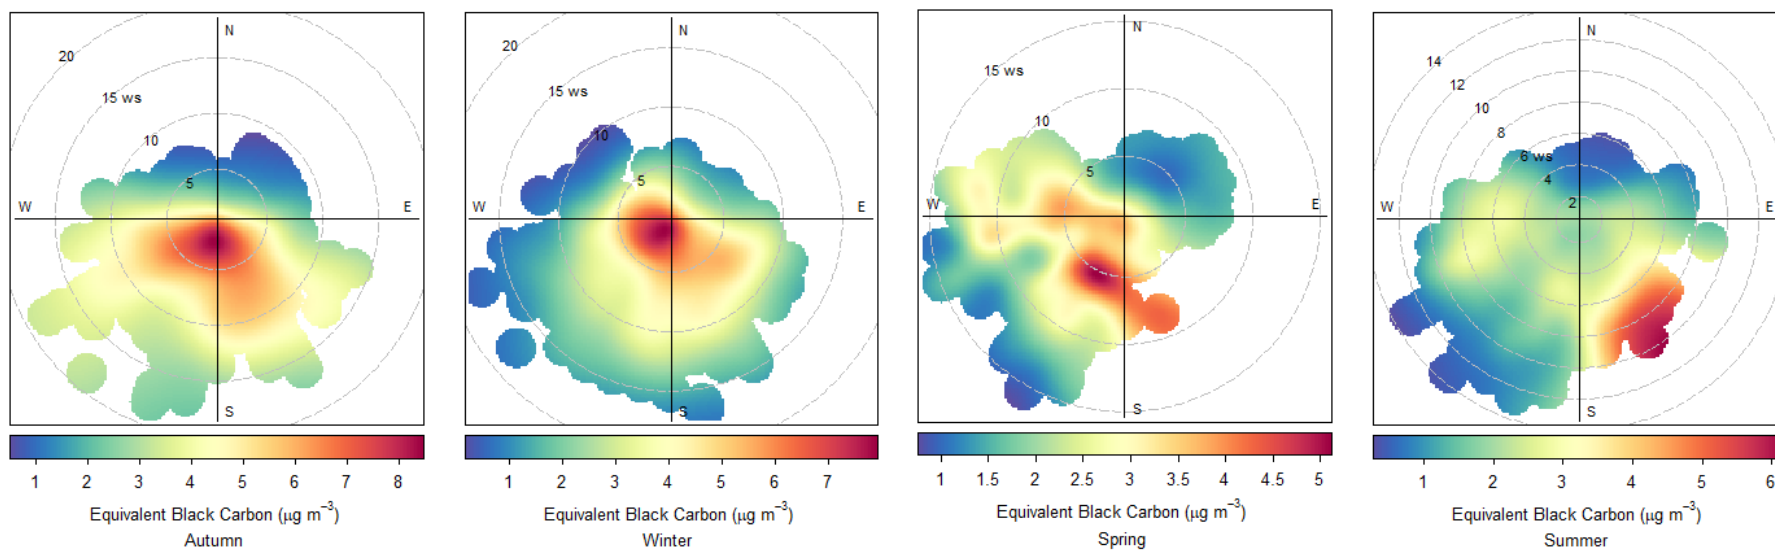 N
20
15 ws
10
5
W
E
S
1 2 3 4 5 6 7 8
Equivalent Black Carbon (μg m⁻³)
Autumn
N
20
15 ws
10
5
W
E
S
1 2 3 4 5 6 7
Equivalent Black Carbon (μg m⁻³)
Winter
N
15 ws
10
5
W
E
S
1 1.5 2 2.5 3 3.5 4 4.5 5
Equivalent Black Carbon (μg m⁻³)
Spring
N
14
12
10
8
6 ws
4
2
W
E
S
1 2 3 4 5 6
Equivalent Black Carbon (μg m⁻³)
Summer